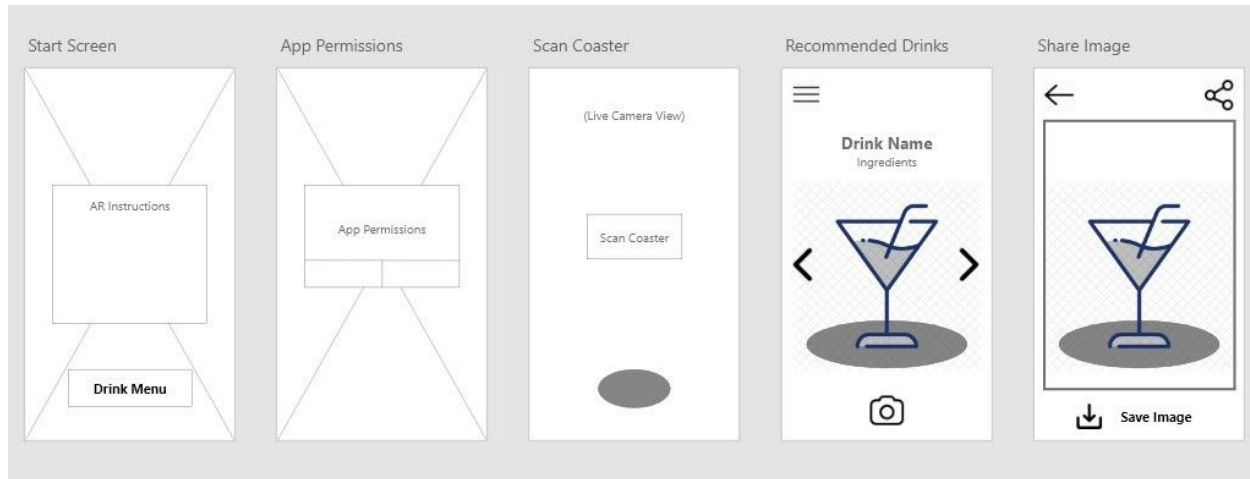 Start Screen
AR Instructions
Drink Menu
App Permissions
App Permissions
Scan Coaster
(Live Camera View)
Scan Coaster
Recommended Drinks
Drink Name
Ingredients
Share Image
Save Image